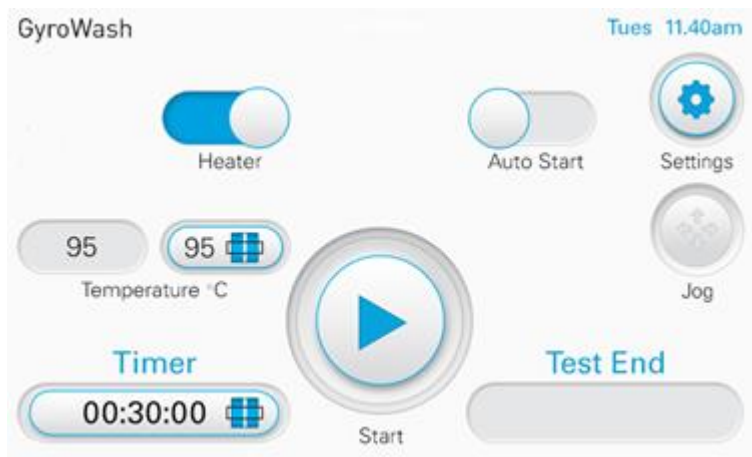 GyroWash
Tues 11.40am
Heater
Auto Start
Settings
95
95
Temperature °C
Jog
Timer
Test End
00:30:00
Start